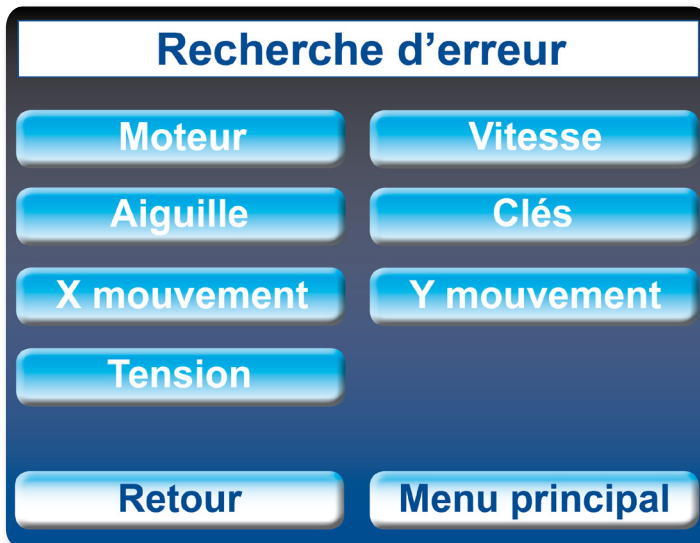 Recherche d’erreur
Moteur
Vitesse
Aiguille
Clés
X mouvement
Y mouvement
Tension
Retour
Menu principal